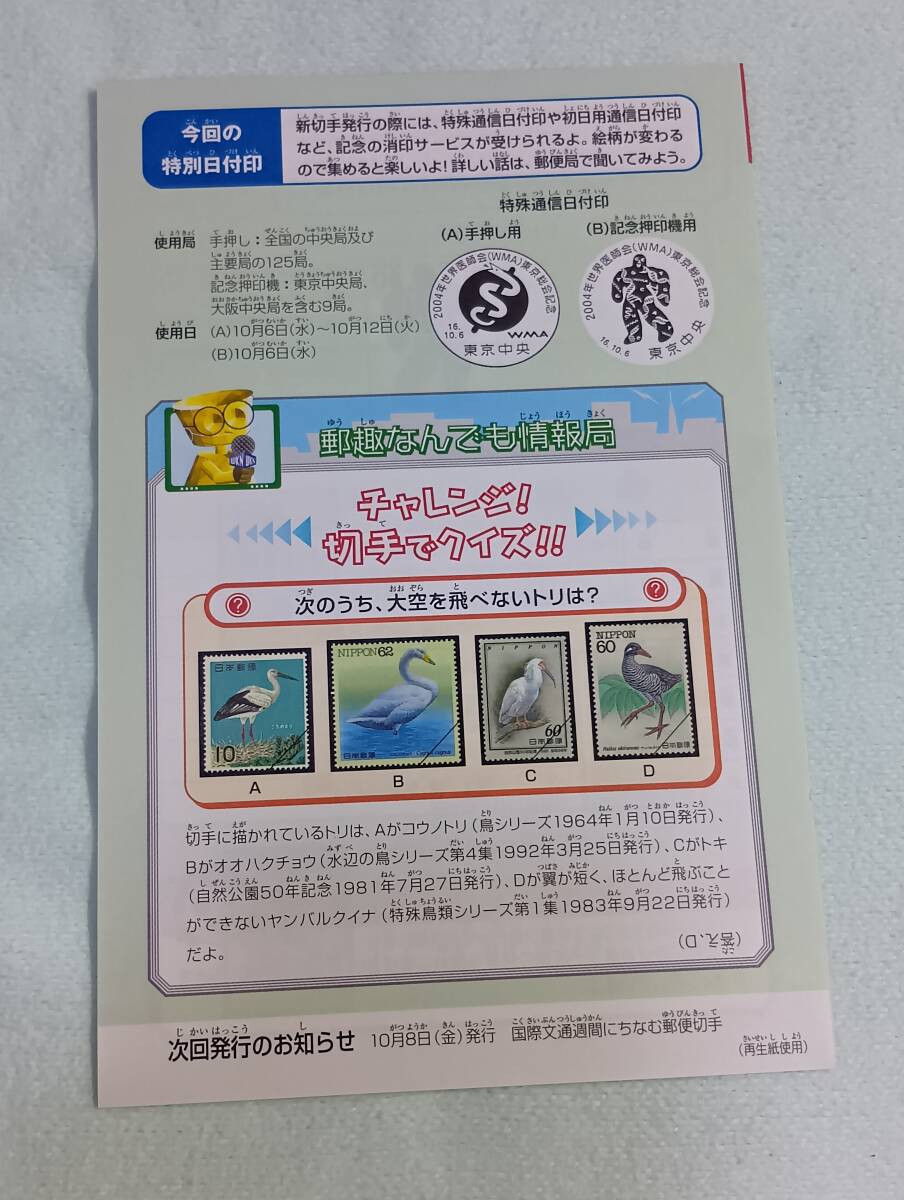 今回の
特別日付印
新切手発行の際には、特殊通信日付印や初日用通信日付印
など、記念の消印サービスが受けられるよ。絵柄が変わる
ので集めると楽しいよ!詳しい話は、郵便局で聞いてみよう。
使用局 手押し:全国の中央局及び
主要局の125局。
記念押印機:東京中央局、
大阪中央局を含む9局。
使用日 (A)10月6日(水)〜10月12日(火)
(B)10月6日(水)
特殊通信日付印
(A)手押し用
(B)記念押印機用
2004年世界医師会(WMA)東京総会記念
16.
10.6
WMA
東京中央
2004年世界医師会(WMA)東京総会記念
16.10.6
東京中央
郵趣なんでも情報局
チャレンジ!
切手でクイズ!!
? 次のうち、大空を飛べないトリは? ?
日本郵便
こうのとり
10
A
NIPPON 62
日本郵便
Cygnus cygnus
B
NIPPON
60
日本郵便
C
NIPPON
60
日本郵便
D
切手に描かれているトリは、Aがコウノトリ(鳥シリーズ1964年1月10日発行)、
Bがオオハクチョウ(水辺の鳥シリーズ第4集1992年3月25日発行)、Cがトキ
(自然公園50年記念1981年7月27日発行)、Dが翼が短く、ほとんど飛ぶこと
ができないヤンバルクイナ(特殊鳥類シリーズ第1集1983年9月22日発行)
だよ。
(答え、D)
次回発行のお知らせ 10月8日(金)発行 国際文通週間にちなむ郵便切手
(再生紙使用)